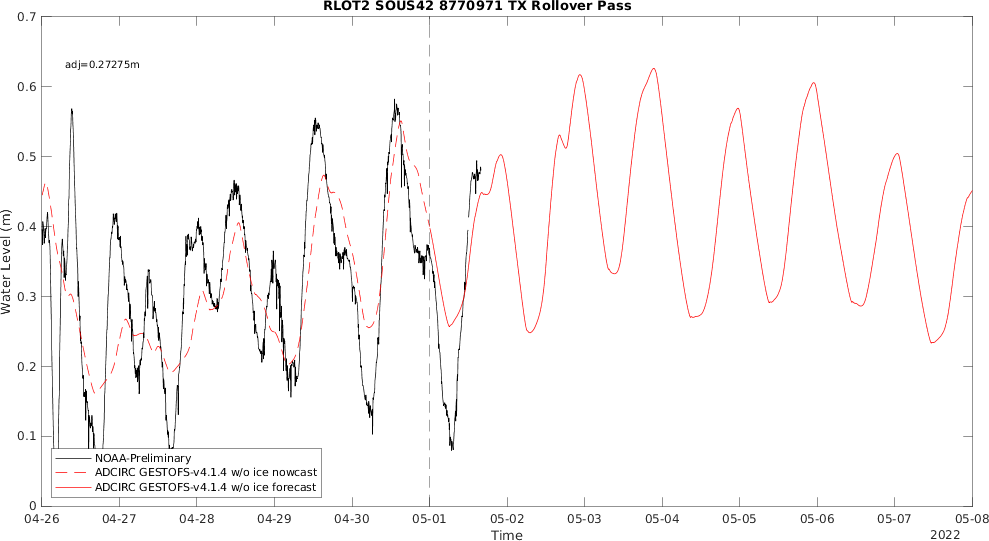 RLOT2 SOUS42 8770971 TX Rollover Pass
adj=0.27275m
Water Level (m)
0.7
0.6
0.5
0.4
0.3
0.2
0.1
0
NOAA-Preliminary
ADCIRC GESTOFS-v4.1.4 w/o ice nowcast
ADCIRC GESTOFS-v4.1.4 w/o ice forecast
04-26 04-27 04-28 04-29 04-30 05-01 05-02 05-03 05-04 05-05 05-06 05-07 05-08
Time
2022